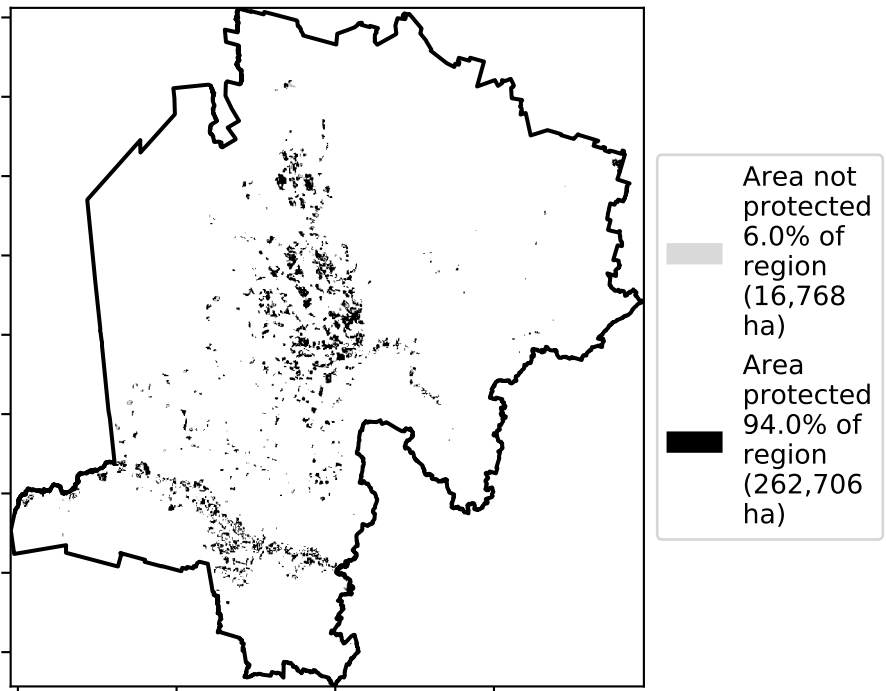 Area not
protected
6.0% of
region
(16,768
ha)
Area
protected
94.0% of
region
(262,706
ha)